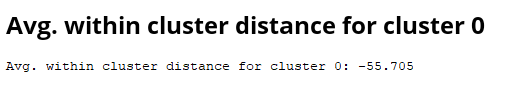 Avg. within cluster distance for cluster 0
Avg. within cluster distance for cluster 0: -55.705